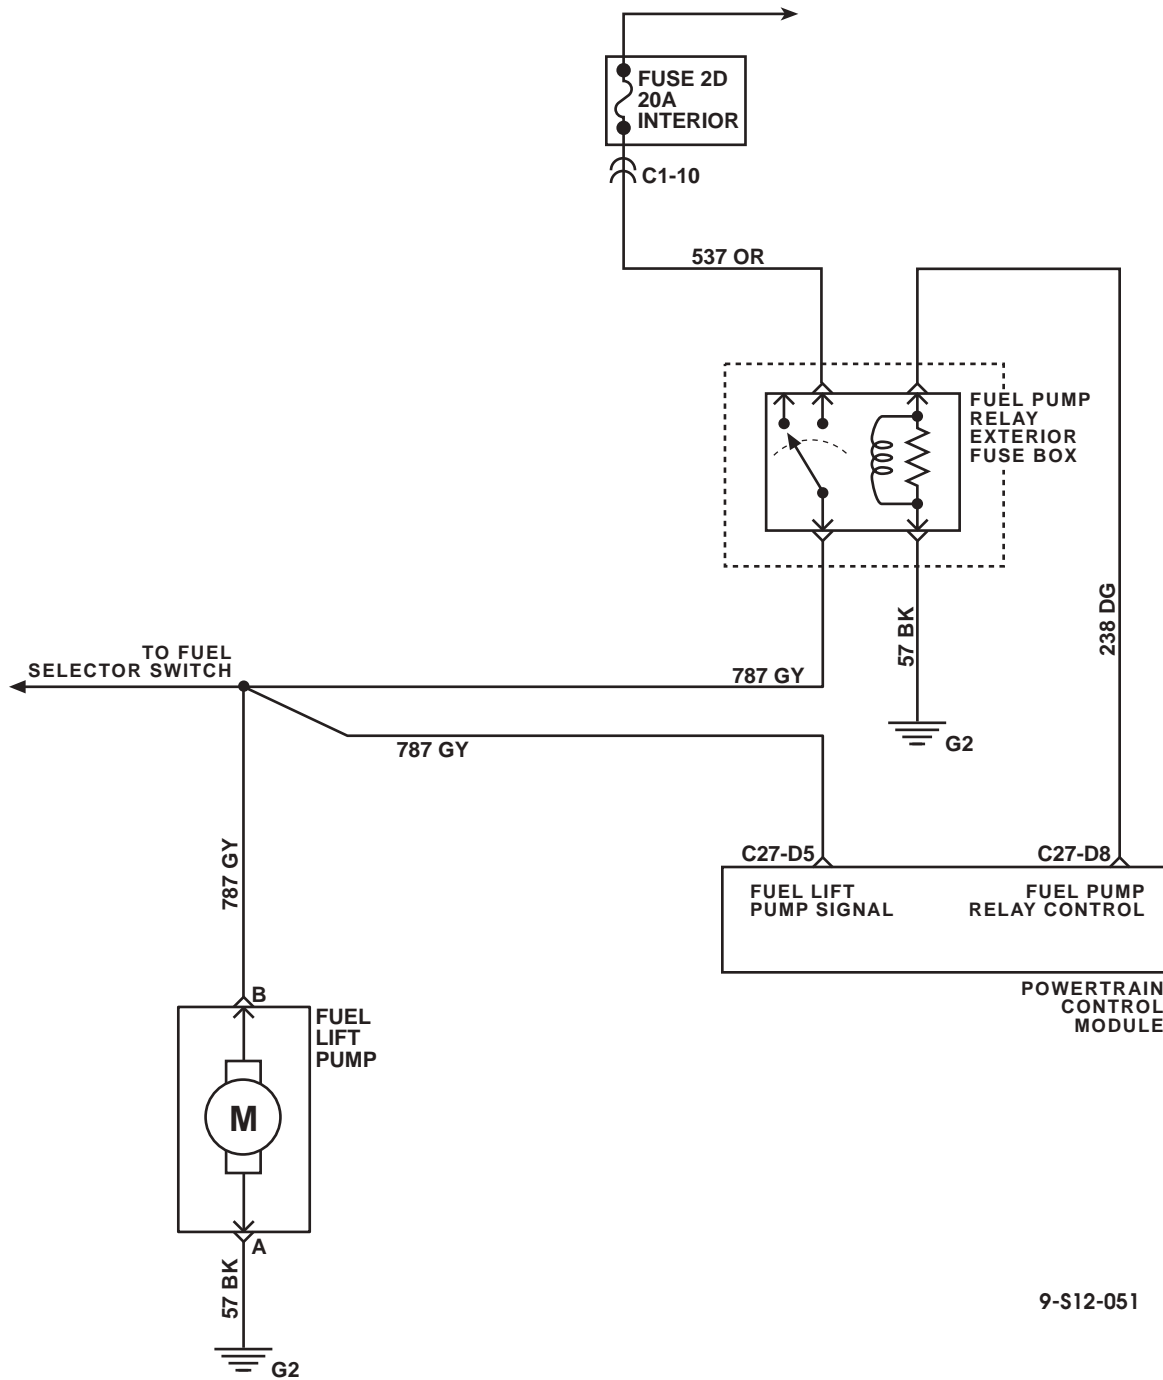 FUSE 2D
20A
INTERIOR
C1-10
537 OR
FUEL PUMP
RELAY
EXTERIOR
FUSE BOX
57 BK
238 DG
TO FUEL
SELECTOR SWITCH
787 GY
G2
787 GY
787 GY
C27-D5
C27-D8
FUEL LIFT
PUMP SIGNAL
FUEL PUMP
RELAY CONTROL
POWERTRAIN
CONTROL
MODULE
B
FUEL
LIFT
PUMP
M
A
57 BK
G2
9-S12-051